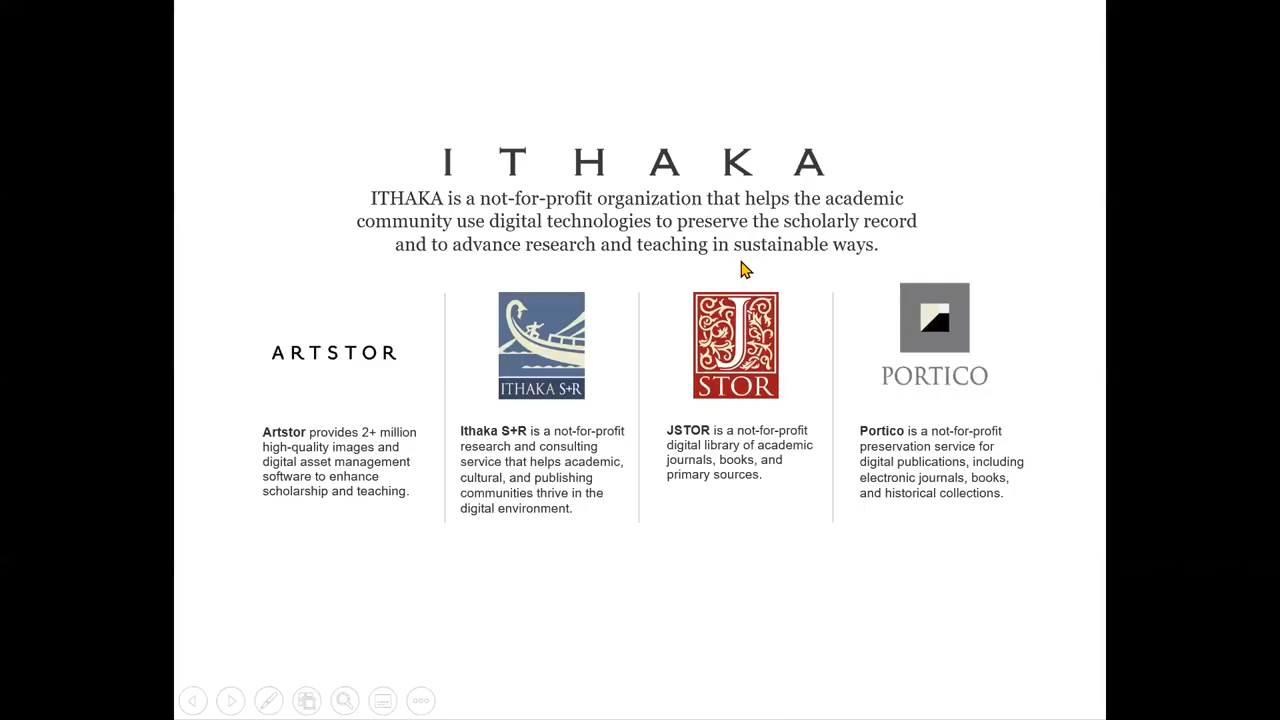 ITHAKA
ITHAKA is a not-for-profit organization that helps the academic
community use digital technologies to preserve the scholarly record
and to advance research and teaching in sustainable ways.
ARTSTOR
Artstor provides 2+ million
high-quality images and
digital asset management
software to enhance
scholarship and teaching.
ITHAKA S+R
Ithaka S+R is a not-for-profit
research and consulting
service that helps academic,
cultural, and publishing
communities thrive in the
digital environment.
J
STOR
JSTOR is a not-for-profit
digital library of academic
journals, books, and
primary sources.
PORTICO
Portico is a not-for-profit
preservation service for
digital publications, including
electronic journals, books,
and historical collections.